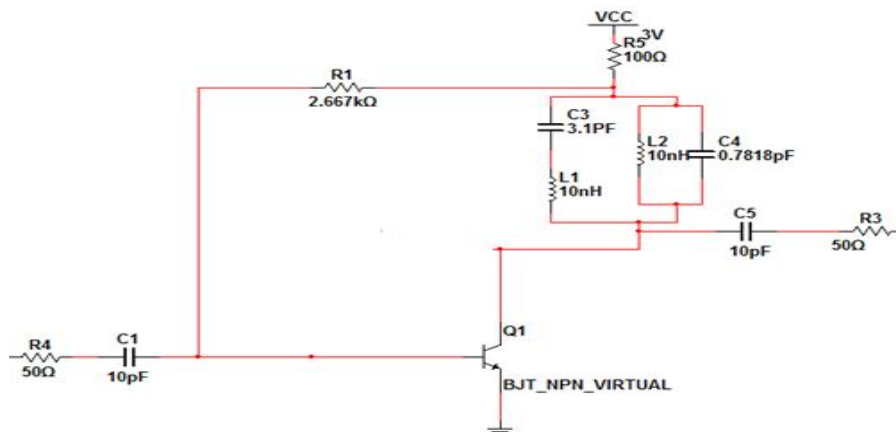 VCC
3V
R5
100Ω
R1
2.667kΩ
C3
3.1PF
L2
10nH
C4
0.7818pF
L1
10nH
C5
10pF
R3
50Ω
Q1
BJT_NPN_VIRTUAL
R4
50Ω
C1
10pF